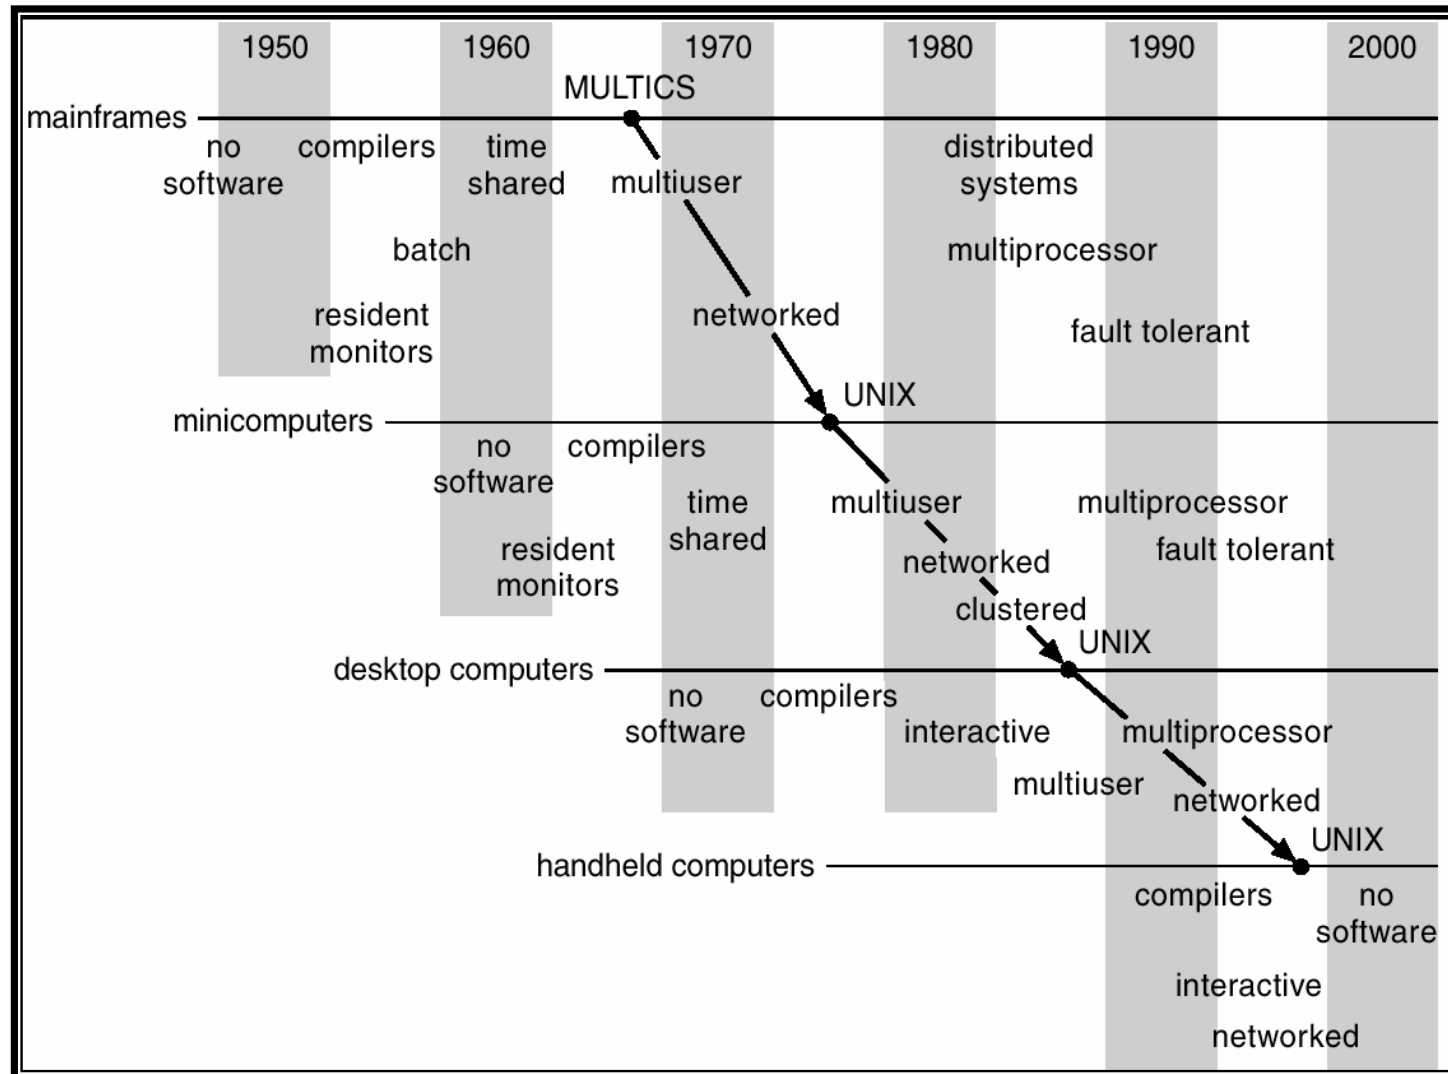 1950 1960 1970 1980 1990 2000
MULTICS
mainframes
no compilers time distributed
software shared multiuser systems
batch multiprocessor
resident networked fault tolerant
monitors
UNIX
minicomputers
no compilers
software
time multiuser multiprocessor
shared
resident networked fault tolerant
monitors
clustered
UNIX
desktop computers
no compilers
software interactive multiprocessor
multiuser networked
UNIX
handheld computers
compilers no
software
interactive
networked